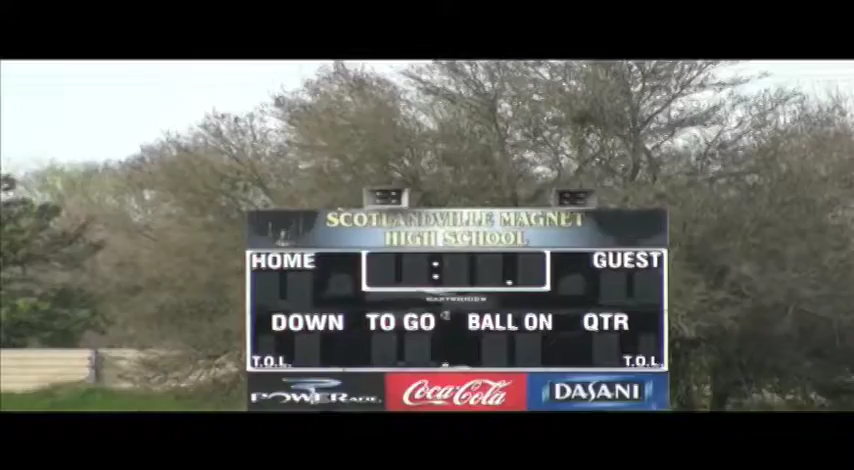 SCOTLANDVILLE MAGNET
HIGH SCHOOL
HOME GUEST
DOWN TO GO BALL ON QTR
T.O.L. T.O.L.
POWERADE Coca-Cola DASANI